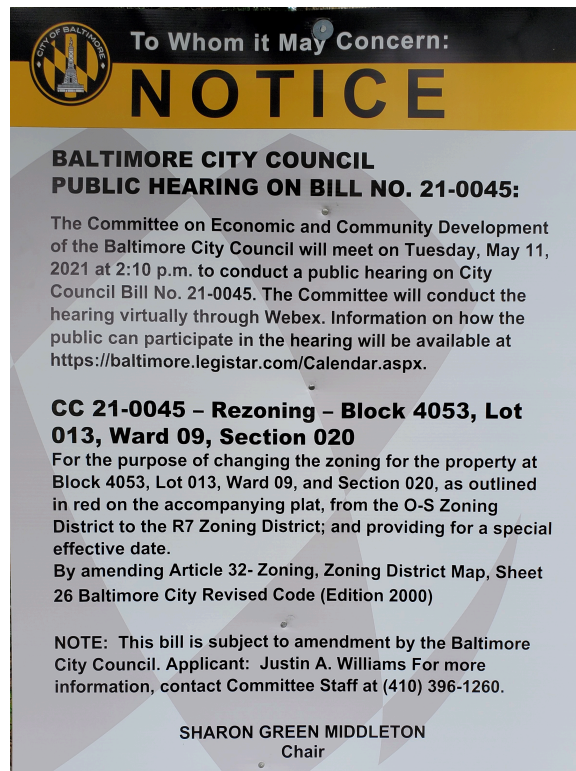 CITY OF BALTIMORE
To Whom it May Concern:
NOTICE
BALTIMORE CITY COUNCIL
PUBLIC HEARING ON BILL NO. 21-0045:
The Committee on Economic and Community Development
of the Baltimore City Council will meet on Tuesday, May 11,
2021 at 2:10 p.m. to conduct a public hearing on City
Council Bill No. 21-0045. The Committee will conduct the
hearing virtually through Webex. Information on how the
public can participate in the hearing will be available at
https://baltimore.legistar.com/Calendar.aspx.
CC 21-0045 – Rezoning – Block 4053, Lot
013, Ward 09, Section 020
For the purpose of changing the zoning for the property at
Block 4053, Lot 013, Ward 09, and Section 020, as outlined
in red on the accompanying plat, from the O-S Zoning
District to the R7 Zoning District; and providing for a special
effective date.
By amending Article 32- Zoning, Zoning District Map, Sheet
26 Baltimore City Revised Code (Edition 2000)
NOTE: This bill is subject to amendment by the Baltimore
City Council. Applicant: Justin A. Williams For more
information, contact Committee Staff at (410) 396-1260.
SHARON GREEN MIDDLETON
Chair